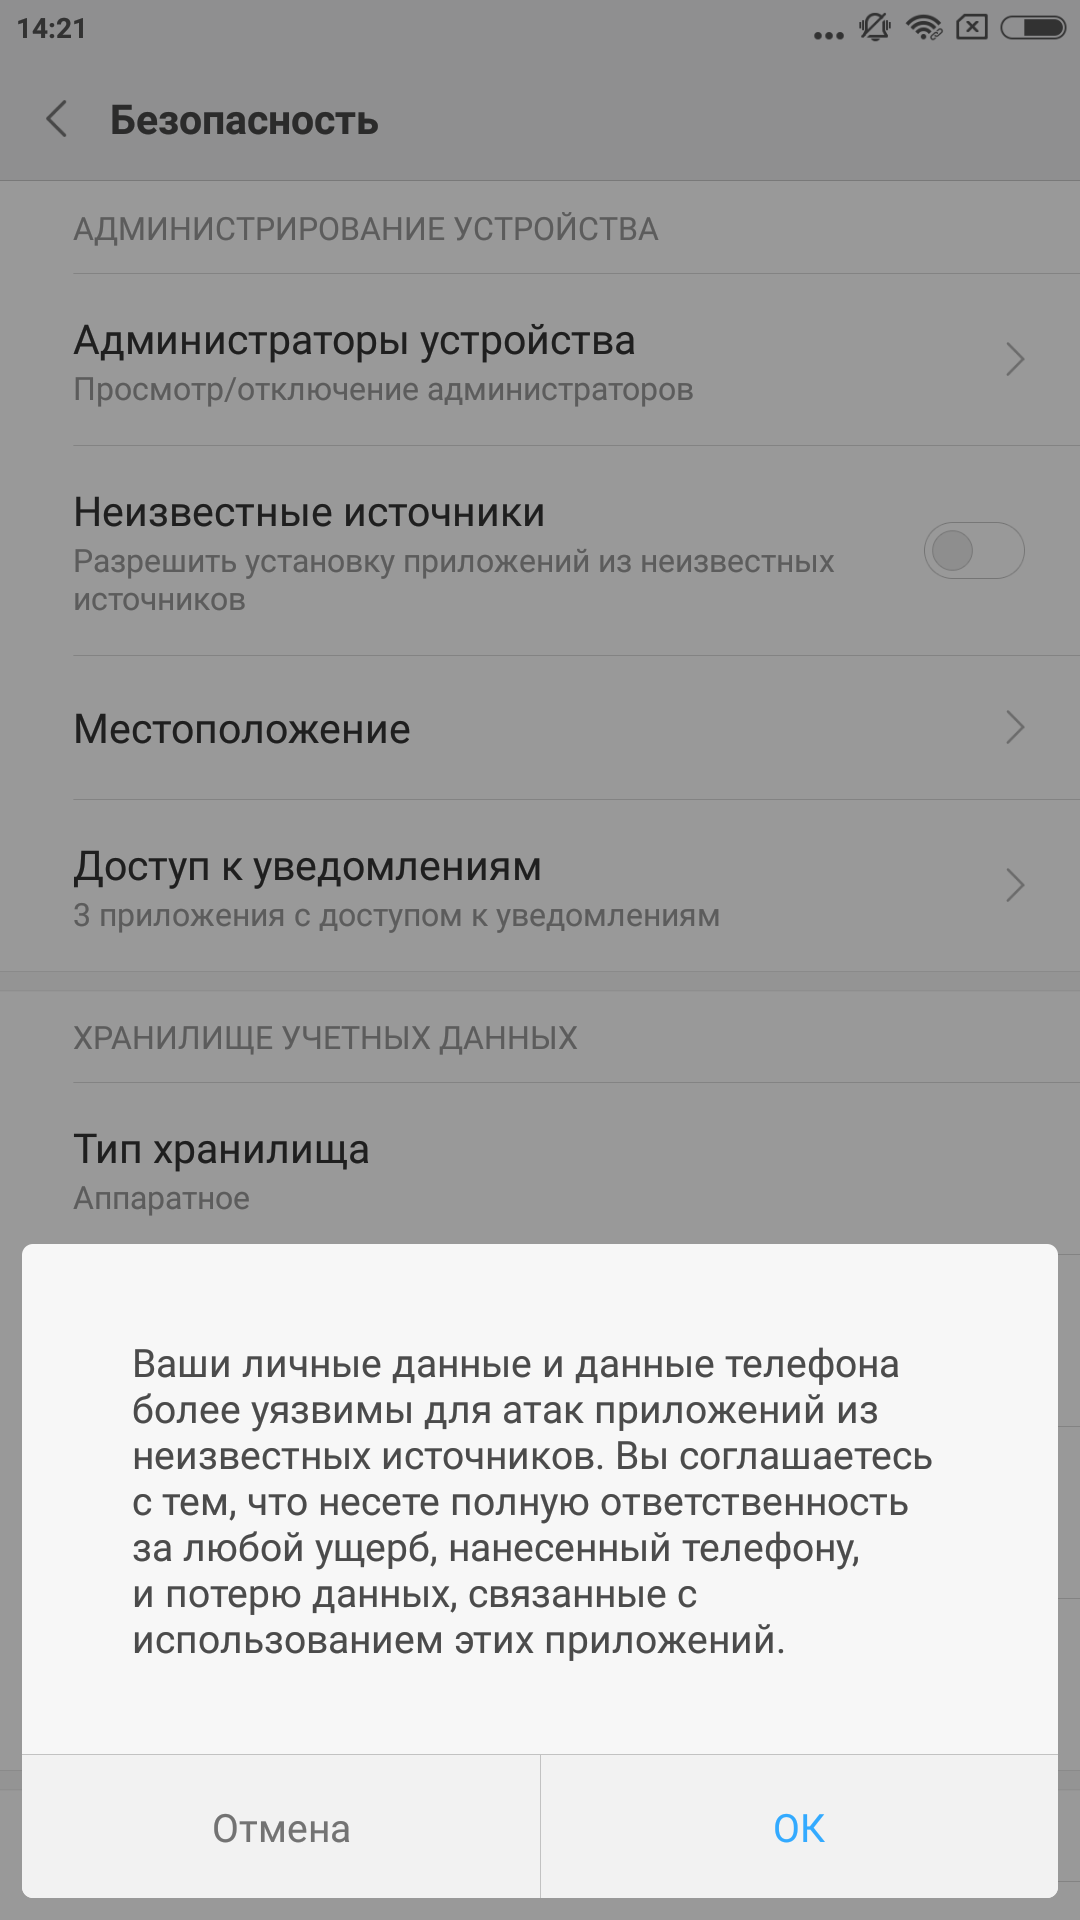 14:21
Безопасность
АДМИНИСТРИРОВАНИЕ УСТРОЙСТВА
Администраторы устройства
Просмотр/отключение администраторов
Неизвестные источники
Разрешить установку приложений из неизвестных
источников
Местоположение
Доступ к уведомлениям
3 приложения с доступом к уведомлениям
ХРАНИЛИЩЕ УЧЕТНЫХ ДАННЫХ
Тип хранилища
Аппаратное
Ваши личные данные и данные телефона
более уязвимы для атак приложений из
неизвестных источников. Вы соглашаетесь
с тем, что несете полную ответственность
за любой ущерб, нанесенный телефону,
и потерю данных, связанные с
использованием этих приложений.
Отмена
ОК